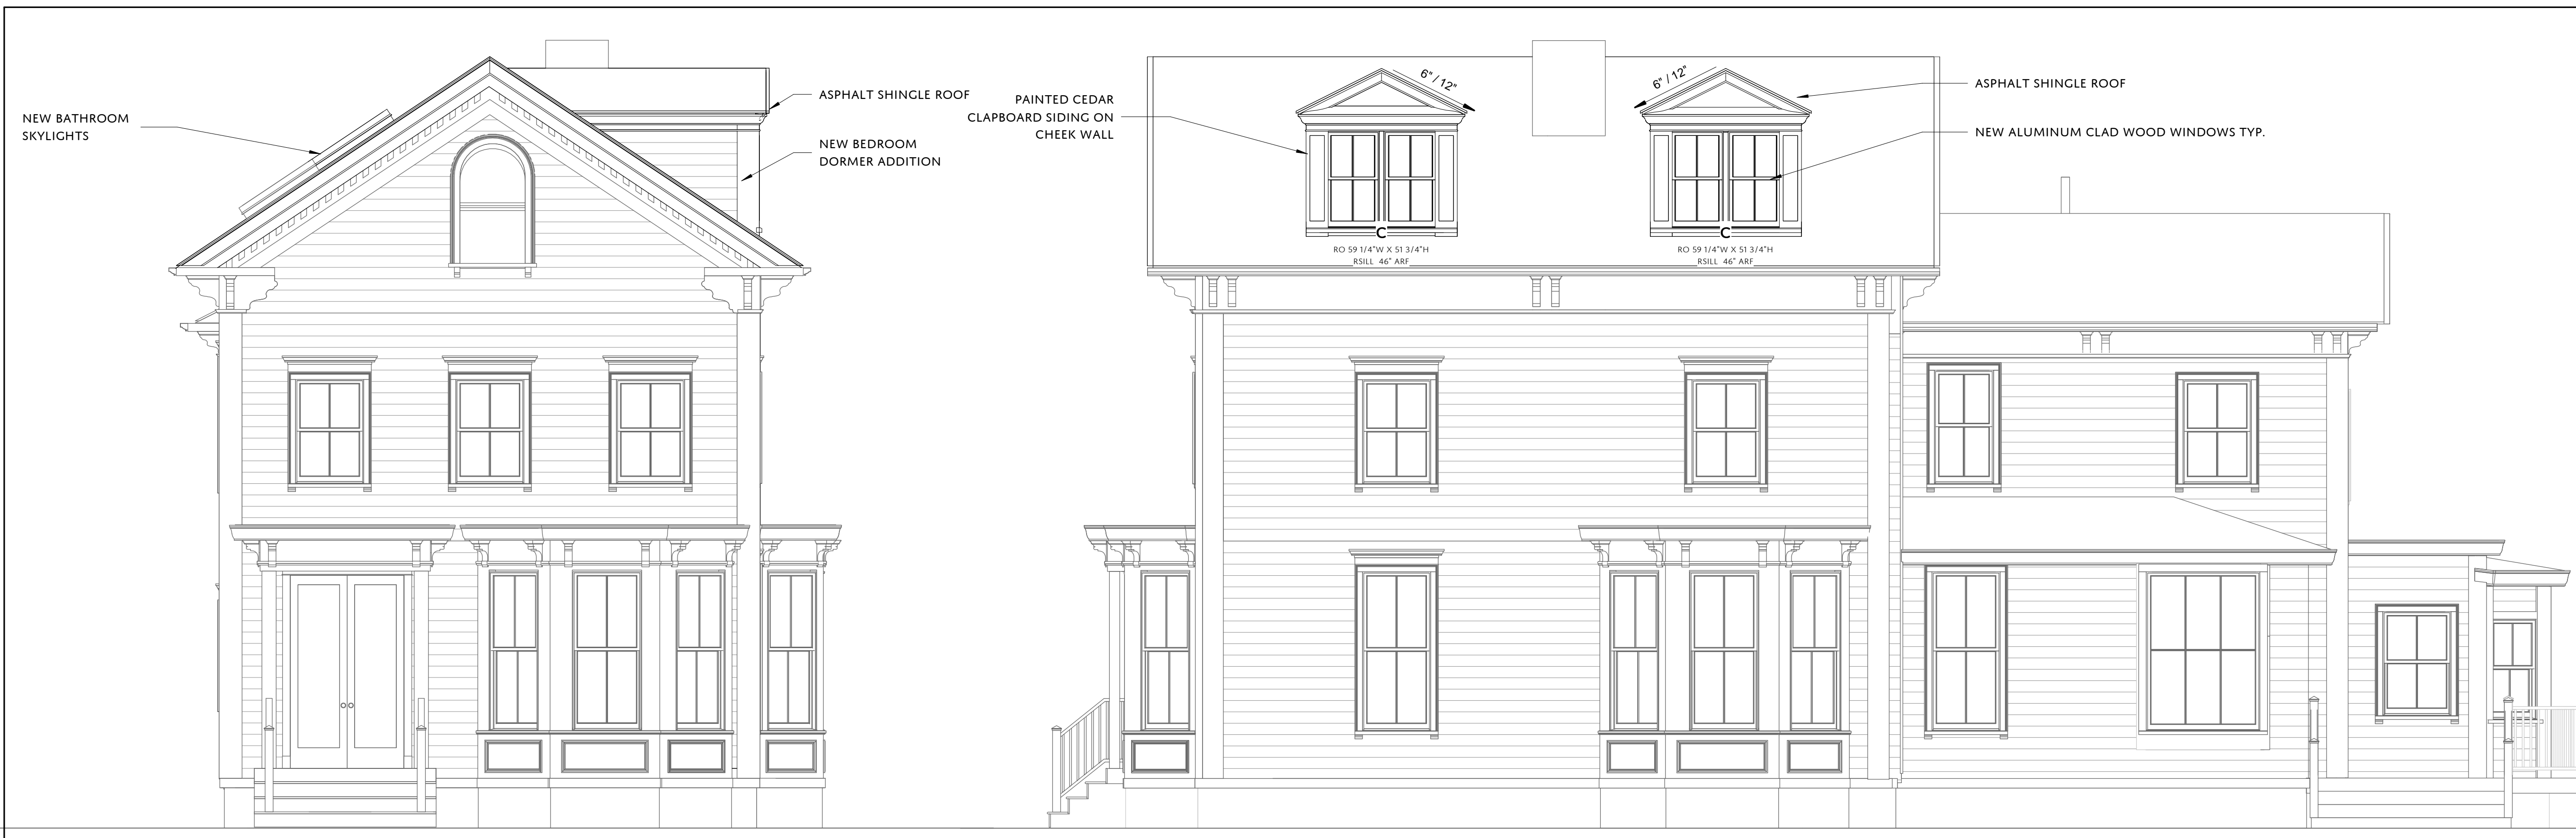 NEW BATHROOM
SKYLIGHTS
ASPHALT SHINGLE ROOF
NEW BEDROOM
DORMER ADDITION
PAINTED CEDAR
CLAPBOARD SIDING ON
CHEEK WALL
6" / 12"
C
RO 59 1/4"W X 51 3/4"H
RSILL 46" ARF
6" / 12"
C
RO 59 1/4"W X 51 3/4"H
RSILL 46" ARF
ASPHALT SHINGLE ROOF
NEW ALUMINUM CLAD WOOD WINDOWS TYP.